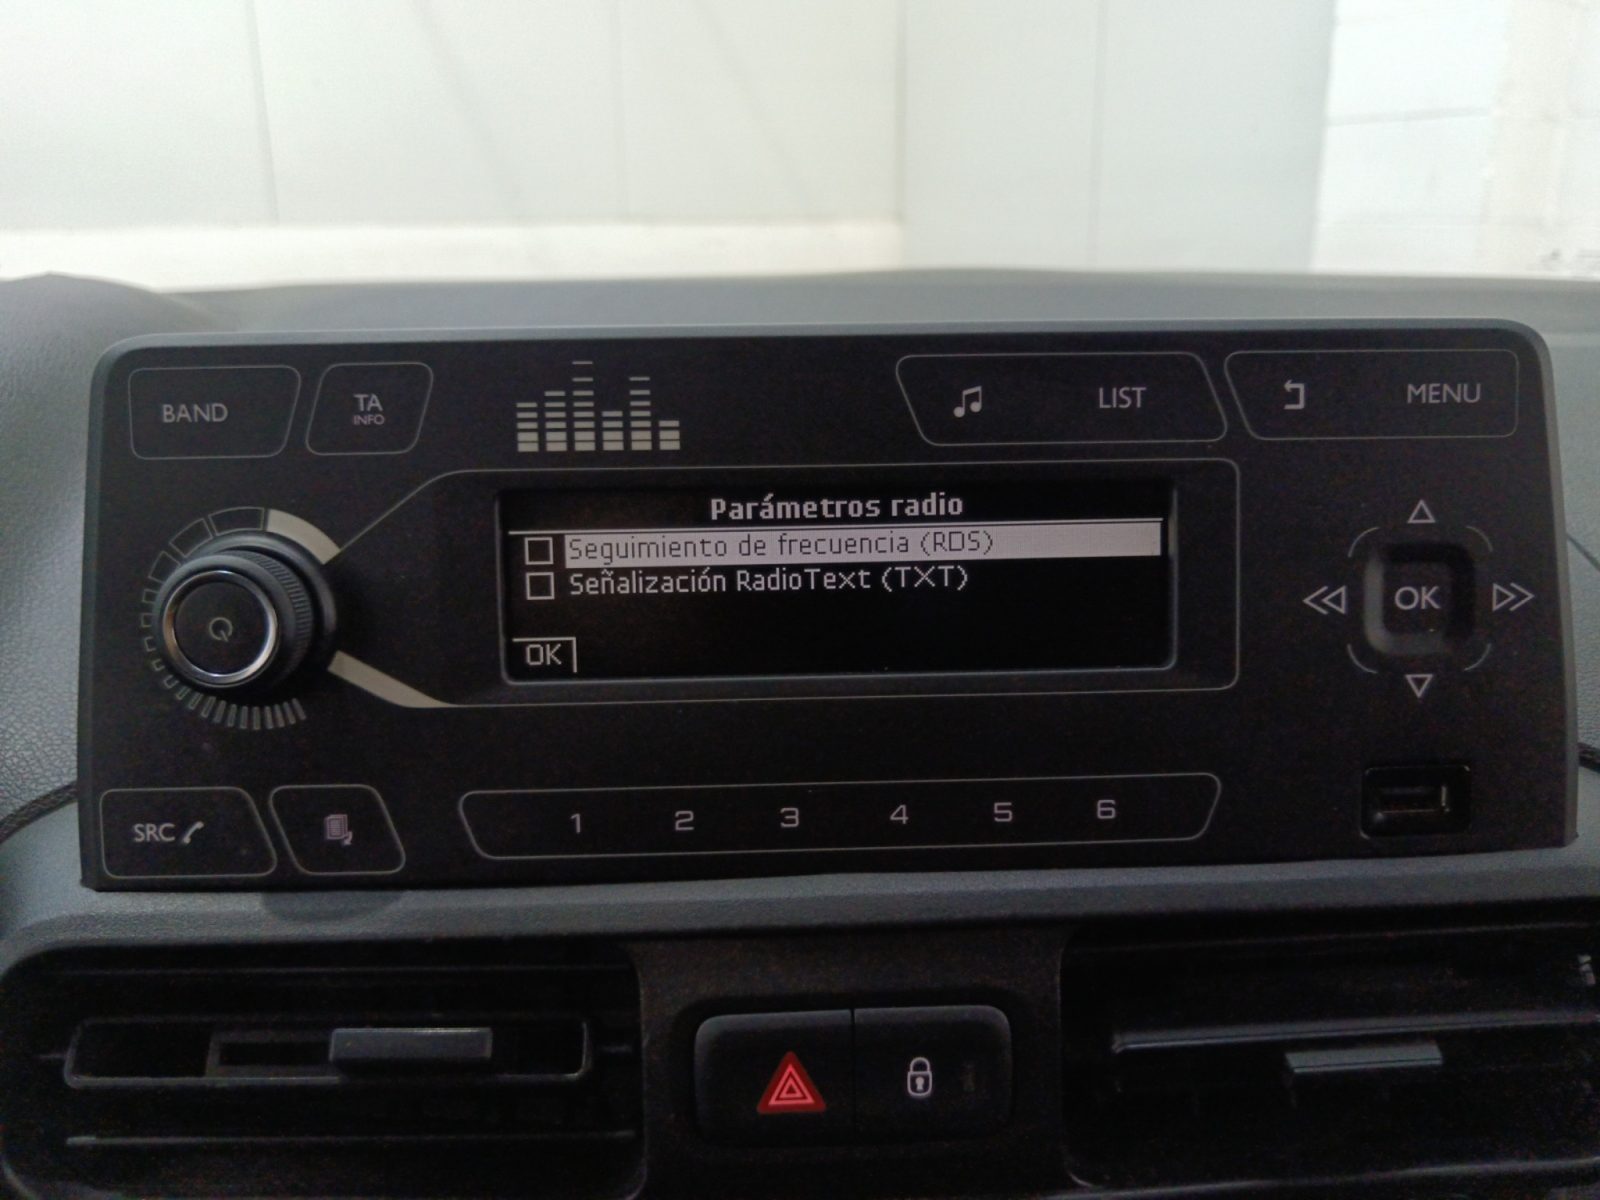 BAND
TA
INFO
LIST
MENU
Parámetros radio
Seguimiento de frecuencia (RDS)
Señalización RadioText (TXT)
OK
OK
SRC
1 2 3 4 5 6